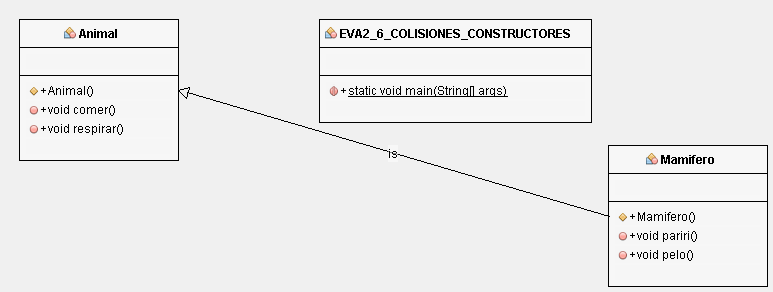 Animal
+Animal()
+void comer()
+void respirar()
EVA2_6_COLISIONES_CONSTRUCTORES
+static void main(String[] args)
is
Mamifero
+Mamifero()
+void pariri()
+void pelo()